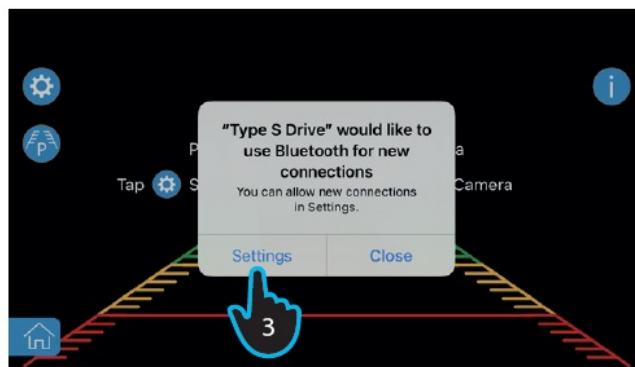 "Type S Drive" would like to
use Bluetooth for new
connections
You can allow new connections
in Settings.
P a
Tap S Camera
Settings Close
3
P
i